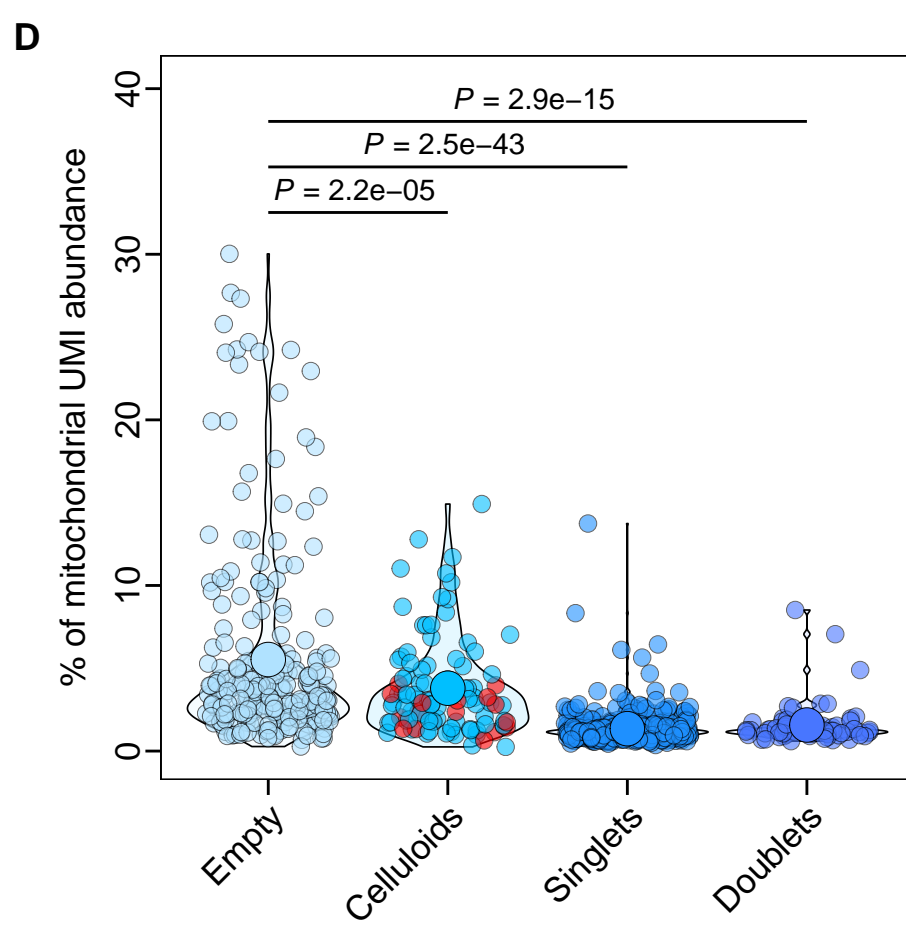 D
% of mitochondrial UMI abundance
40
30
20
10
0
P = 2.9e−15
P = 2.5e−43
P = 2.2e−05
Empty
Celluloids
Singlets
Doublets